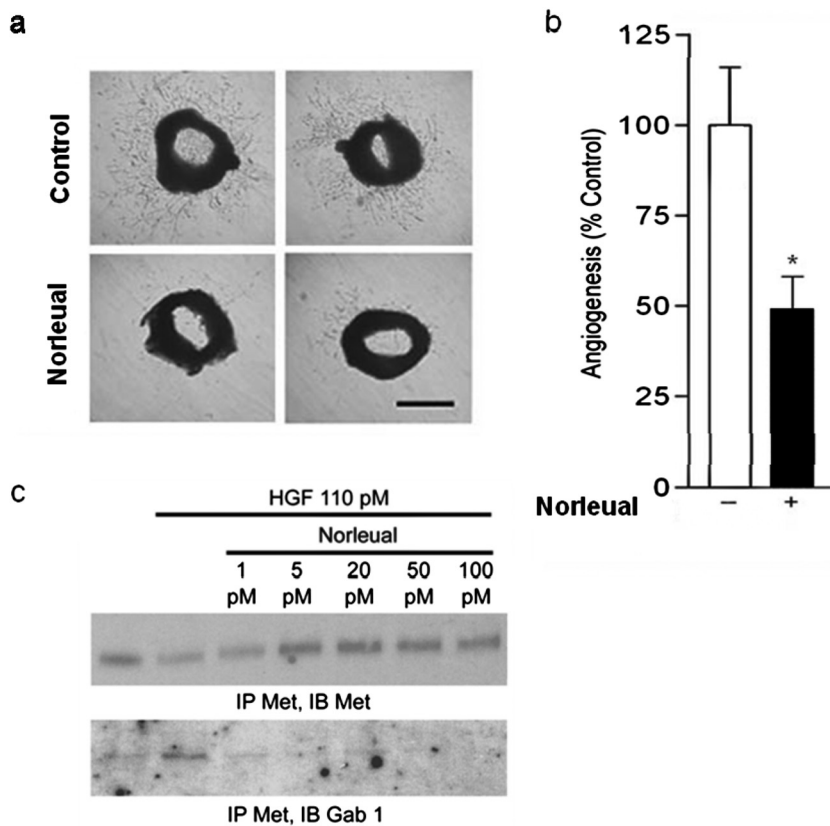 a
Control
Norleual
b
Angiogenesis (% Control)
125
100
75
50
25
0
*
Norleual – +
c
HGF 110 pM
Norleual
1 5 20 50 100
pM pM pM pM pM
IP Met, IB Met
IP Met, IB Gab 1